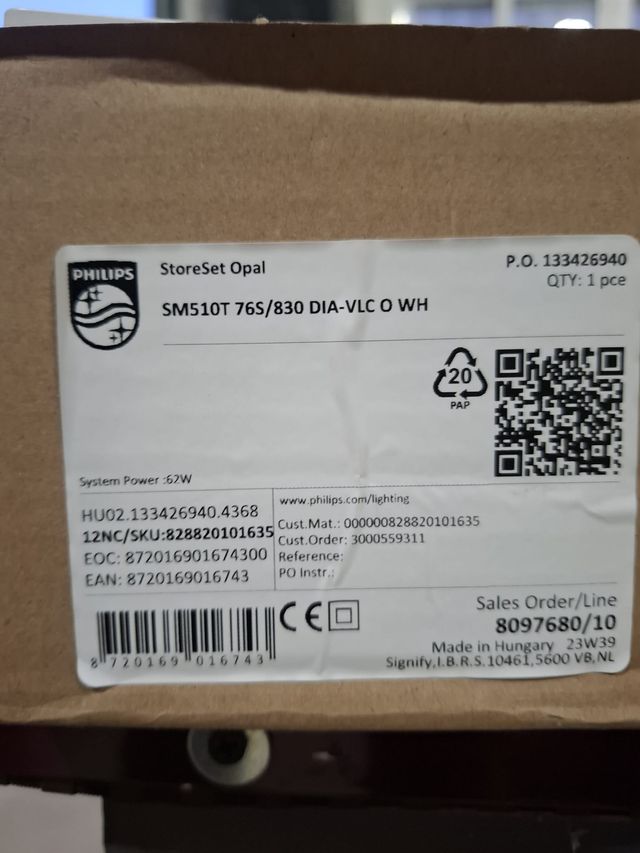 PHILIPS
StoreSet Opal
P.O. 133426940
QTY: 1 pce
SM510T 76S/830 DIA-VLC O WH
20
PAP
System Power :62W
HU02.133426940.4368
12NC/SKU:828820101635
EOC: 872016901674300
EAN: 8720169016743
www.philips.com/lighting
Cust.Mat.: 000000828820101635
Cust.Order: 3000559311
Reference:
PO Instr.:
8 720169 016743
CE
Sales Order/Line
8097680/10
Made in Hungary 23W39
Signify,I.B.R.S.10461,5600 VB,NL